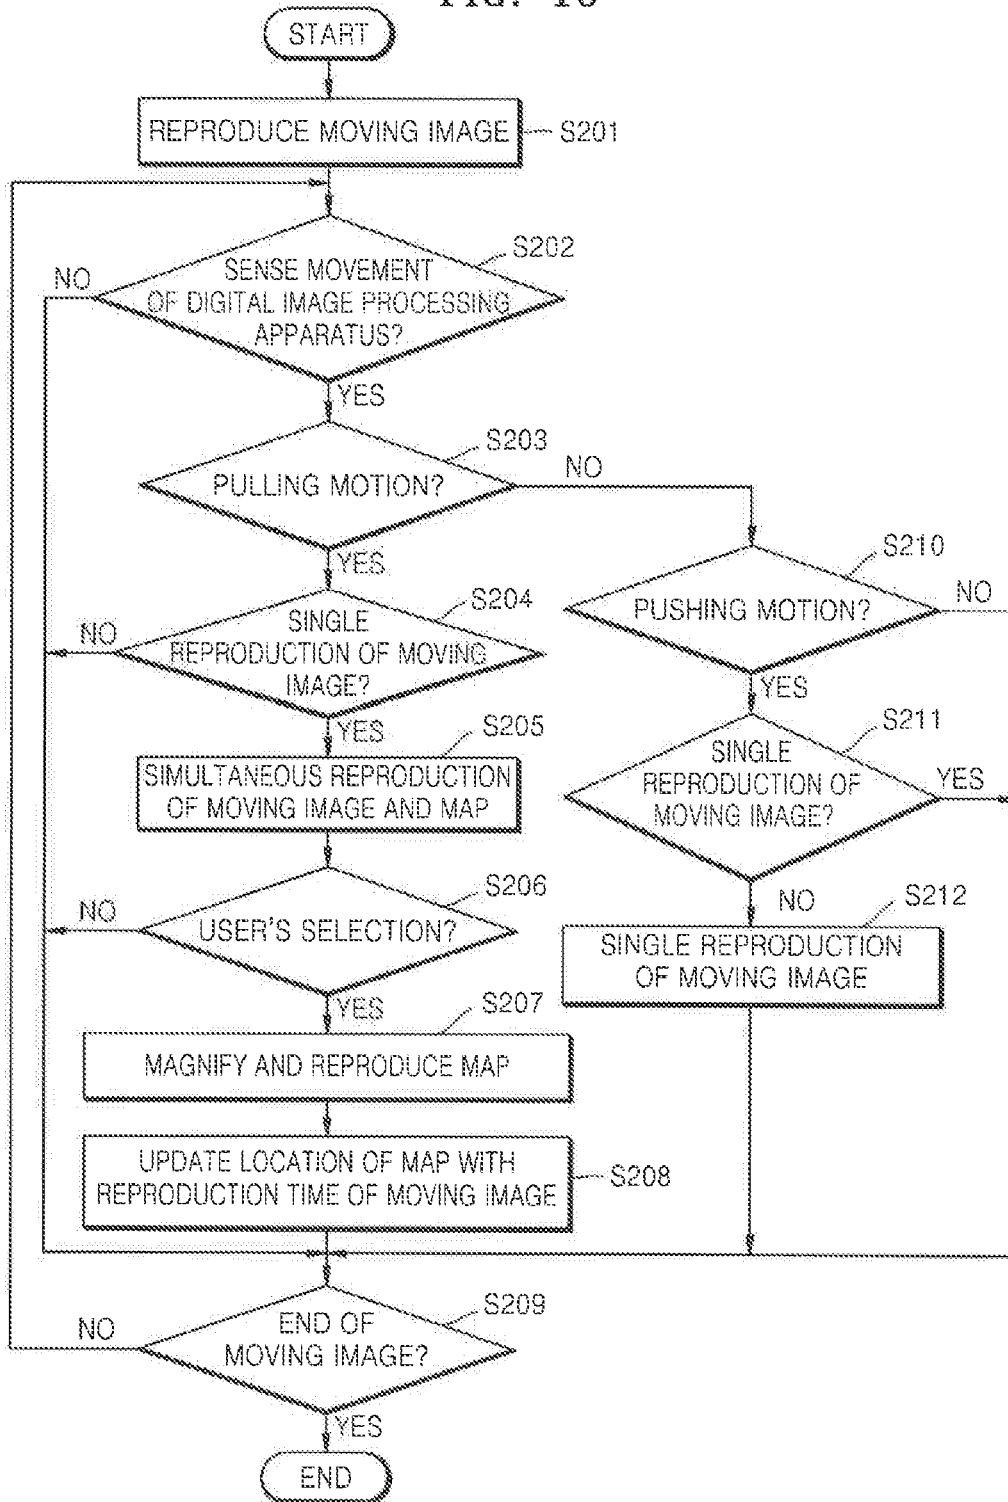 FIG. 10
START
REPRODUCE MOVING IMAGE
S201
S202
NO
SENSE MOVEMENT
OF DIGITAL IMAGE PROCESSING
APPARATUS?
YES
S203
NO
PULLING MOTION?
YES
S210
NO
PUSHING MOTION?
YES
S204
NO
SINGLE
REPRODUCTION OF MOVING
IMAGE?
YES
S205
SIMULTANEOUS REPRODUCTION
OF MOVING IMAGE AND MAP
S211
YES
SINGLE
REPRODUCTION OF
MOVING IMAGE?
NO
S212
SINGLE REPRODUCTION
OF MOVING IMAGE
S206
NO
USER'S SELECTION?
YES
S207
MAGNIFY AND REPRODUCE MAP
UPDATE LOCATION OF MAP WITH
REPRODUCTION TIME OF MOVING IMAGE
S208
S209
NO
END OF
MOVING IMAGE?
YES
END